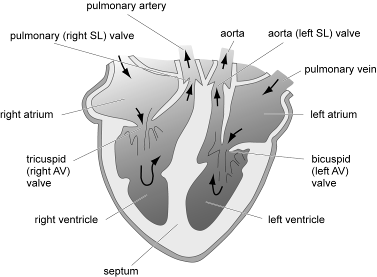 pulmonary artery
pulmonary (right SL) valve
aorta
aorta (left SL) valve
pulmonary vein
right atrium
left atrium
tricuspid
(right AV)
valve
bicuspid
(left AV)
valve
right ventricle
left ventricle
septum